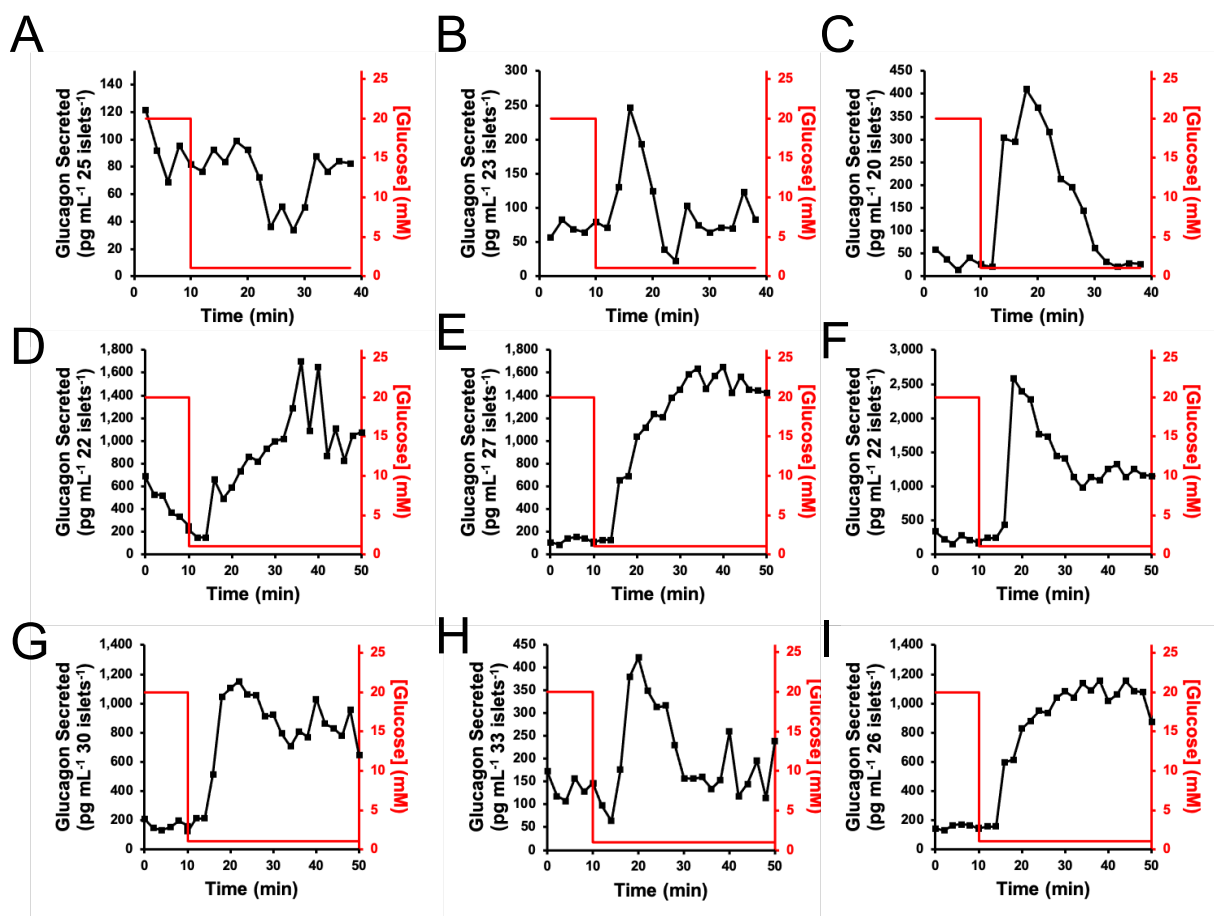 A
Glucagon Secreted
(pg mL⁻¹ 25 islets⁻¹)
140
120
100
80
60
40
20
0
0 10 20 30 40
Time (min)
25
20
15
10
5
0
[Glucose] (mM)
B
Glucagon Secreted
(pg mL⁻¹ 23 islets⁻¹)
300
250
200
150
100
50
0
0 10 20 30 40
Time (min)
25
20
15
10
5
0
[Glucose] (mM)
C
Glucagon Secreted
(pg mL⁻¹ 20 islets⁻¹)
450
400
350
300
250
200
150
100
50
0
0 10 20 30 40
Time (min)
25
20
15
10
5
0
[Glucose] (mM)
D
Glucagon Secreted
(pg mL⁻¹ 22 islets⁻¹)
1,800
1,600
1,400
1,200
1,000
800
600
400
200
0
0 10 20 30 40 50
Time (min)
25
20
15
10
5
0
[Glucose] (mM)
E
Glucagon Secreted
(pg mL⁻¹ 27 islets⁻¹)
1,800
1,600
1,400
1,200
1,000
800
600
400
200
0
0 10 20 30 40 50
Time (min)
25
20
15
10
5
0
[Glucose] (mM)
F
Glucagon Secreted
(pg mL⁻¹ 22 islets⁻¹)
3,000
2,500
2,000
1,500
1,000
500
0
0 10 20 30 40 50
Time (min)
25
20
15
10
5
0
[Glucose] (mM)
G
Glucagon Secreted
(pg mL⁻¹ 30 islets⁻¹)
1,400
1,200
1,000
800
600
400
200
0
0 10 20 30 40 50
Time (min)
25
20
15
10
5
0
[Glucose] (mM)
H
Glucagon Secreted
(pg mL⁻¹ 33 islets⁻¹)
450
400
350
300
250
200
150
100
50
0
0 10 20 30 40 50
Time (min)
25
20
15
10
5
0
[Glucose] (mM)
I
Glucagon Secreted
(pg mL⁻¹ 26 islets⁻¹)
1,400
1,200
1,000
800
600
400
200
0
0 10 20 30 40 50
Time (min)
25
20
15
10
5
0
[Glucose] (mM)